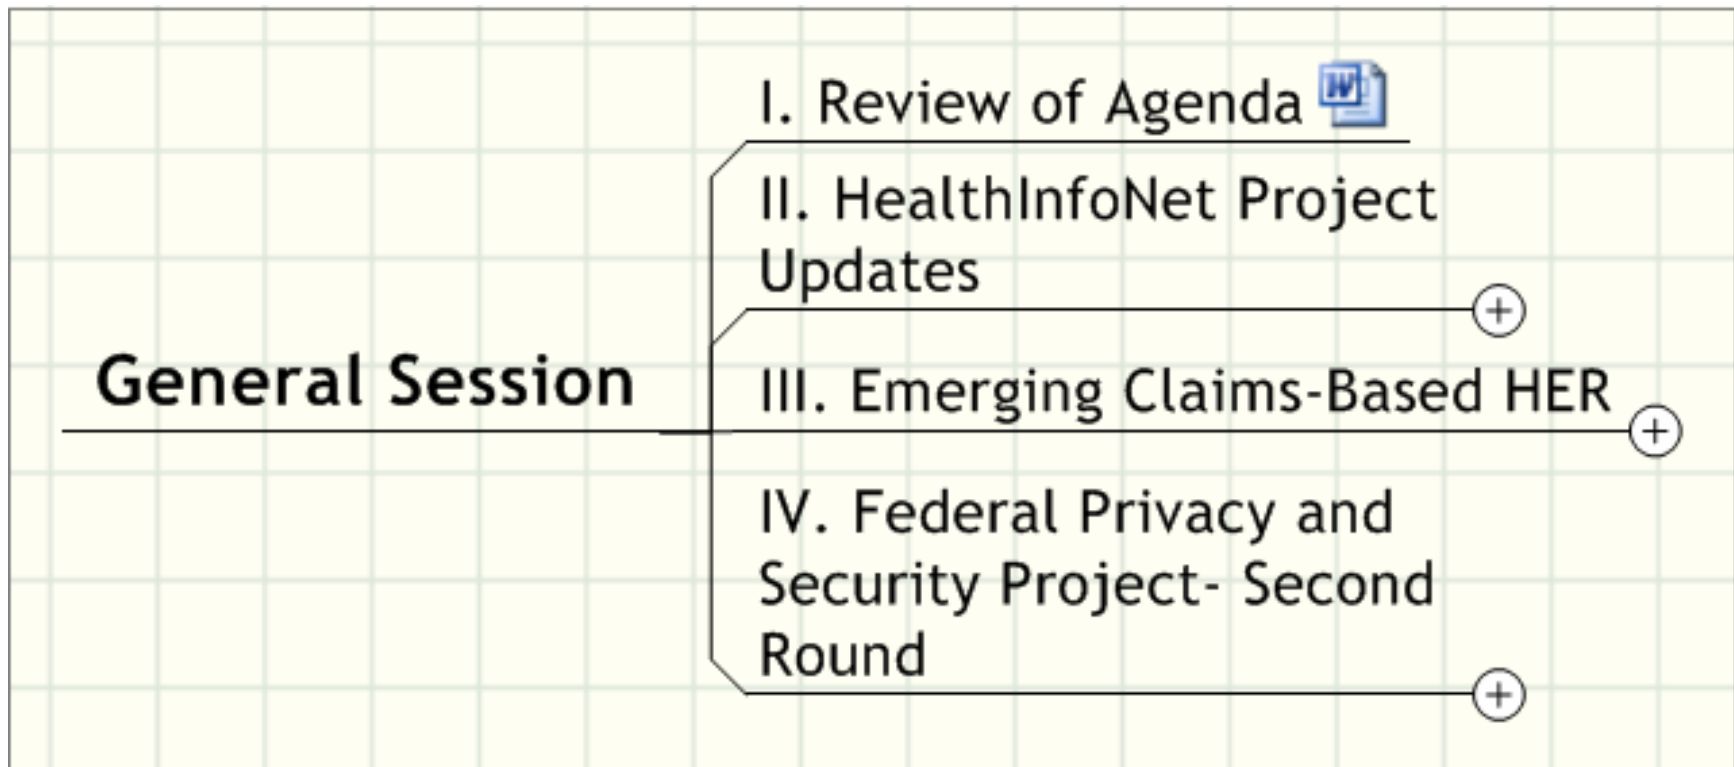 I. Review of Agenda
II. HealthInfoNet Project
Updates
General Session
III. Emerging Claims-Based HER
IV. Federal Privacy and
Security Project- Second
Round